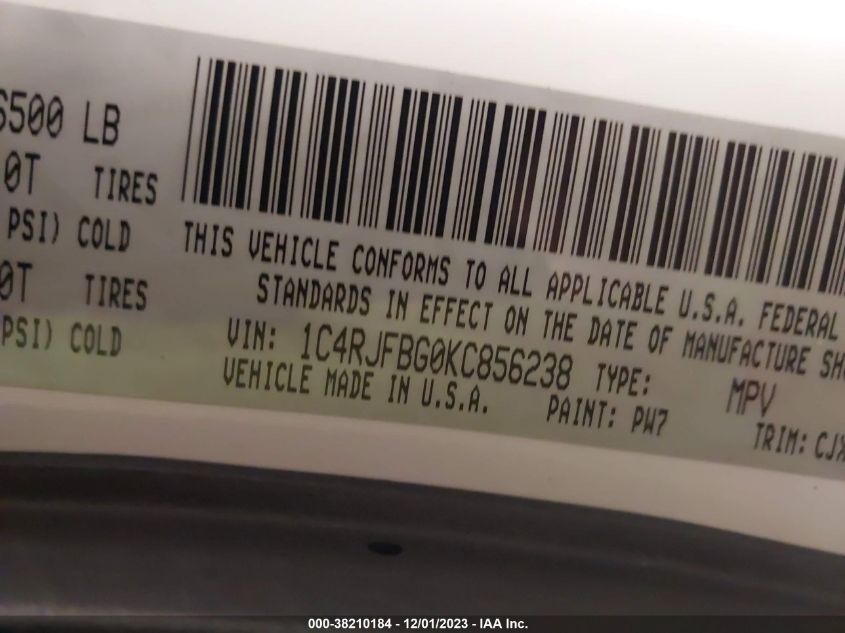 6500 LB
0T TIRES
PSI) COLD
0T TIRES
PSI) COLD
THIS VEHICLE CONFORMS TO ALL APPLICABLE U.S.A. FEDERAL
STANDARDS IN EFFECT ON THE DATE OF MANUFACTURE SH
VIN: 1C4RJFBG0KC856238 TYPE: MPV
VEHICLE MADE IN U.S.A. PAINT: PW7 TRIM: CJX
000-38210184 - 12/01/2023 - IAA Inc.